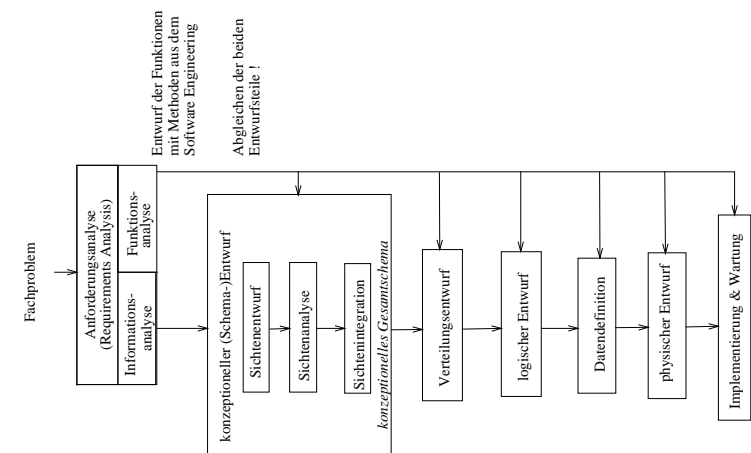 Fachproblem
Anforderungsanalyse
(Requirements Analysis)
Informations-
analyse
Funktions-
analyse
Entwurf der Funktionen
mit Methoden aus dem
Software Engineering
Abgleichen der beiden
Entwurfsteile !
konzeptioneller (Schema-)Entwurf
Sichtenentwurf
Sichtenanalyse
Sichtenintegration
konzeptionelles Gesamtschema
Verteilungsentwurf
logischer Entwurf
Datendefinition
physischer Entwurf
Implementierung & Wartung